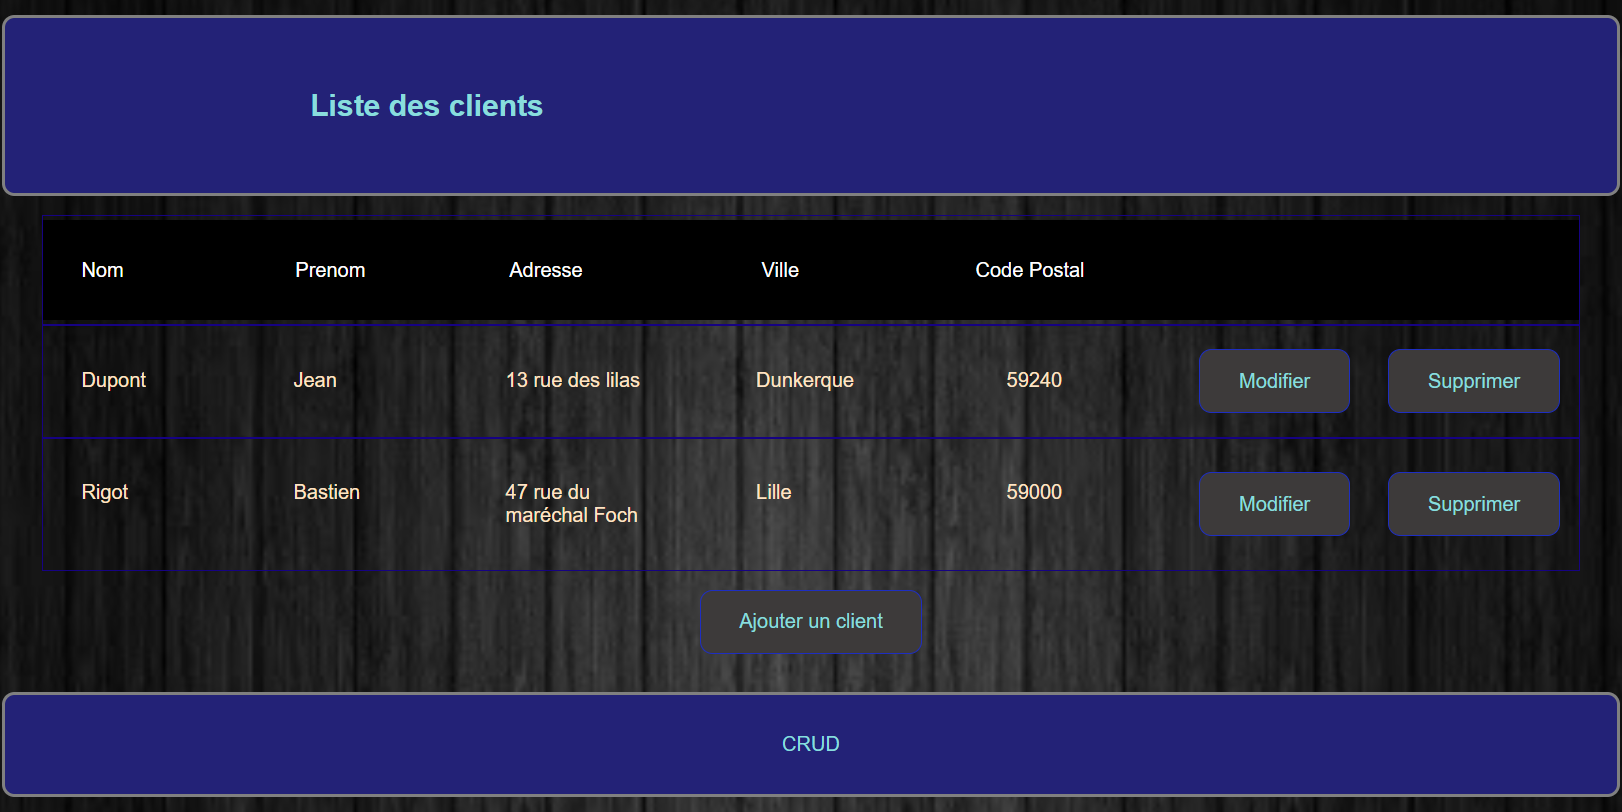 Liste des clients
Nom Prenom Adresse Ville Code Postal
Dupont Jean 13 rue des lilas Dunkerque 59240 Modifier Supprimer
Rigot Bastien 47 rue du Lille 59000 Modifier Supprimer
maréchal Foch
Ajouter un client
CRUD